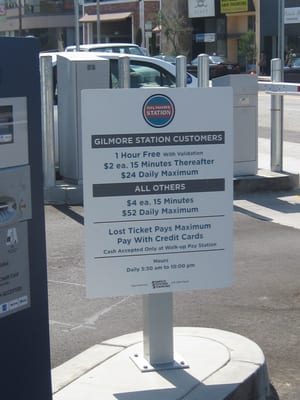 GILMORE
STATION
GILMORE STATION CUSTOMERS
1 Hour Free With Validation
$2 ea. 15 Minutes Thereafter
$24 Daily Maximum
ALL OTHERS
$4 ea. 15 Minutes
$52 Daily Maximum
Lost Ticket Pays Maximum
Pay With Credit Cards
Cash Accepted Only at Walk-up Pay Station
Hours
Daily 5:30 am to 10:00 pm